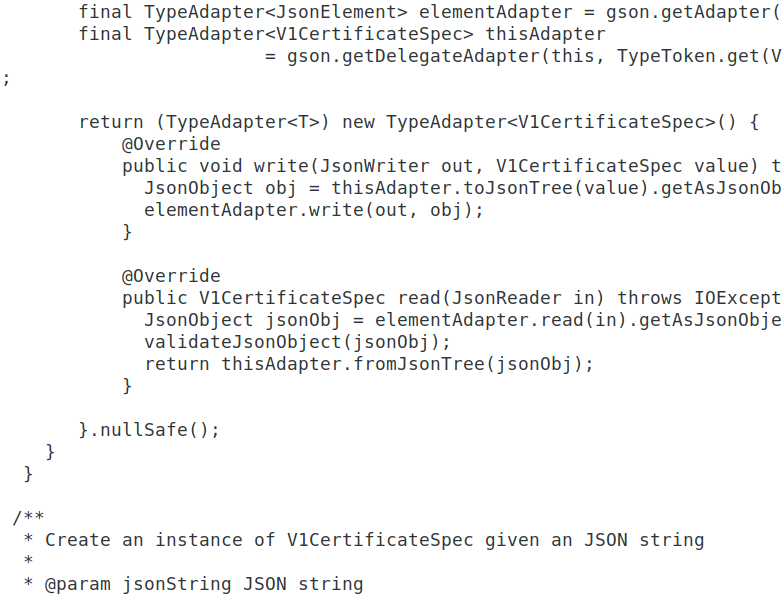 final TypeAdapter<JsonElement> elementAdapter = gson.getAdapter(
final TypeAdapter<V1CertificateSpec> thisAdapter
= gson.getDelegateAdapter(this, TypeToken.get(V
;
return (TypeAdapter<T>) new TypeAdapter<V1CertificateSpec>() {
@Override
public void write(JsonWriter out, V1CertificateSpec value) t
JsonObject obj = thisAdapter.toJsonTree(value).getAsJsonOb
elementAdapter.write(out, obj);
}
@Override
public V1CertificateSpec read(JsonReader in) throws IOExcept
JsonObject jsonObj = elementAdapter.read(in).getAsJsonObje
validateJsonObject(jsonObj);
return thisAdapter.fromJsonTree(jsonObj);
}
}.nullSafe();
}
}
/**
* Create an instance of V1CertificateSpec given an JSON string
*
* @param jsonString JSON string